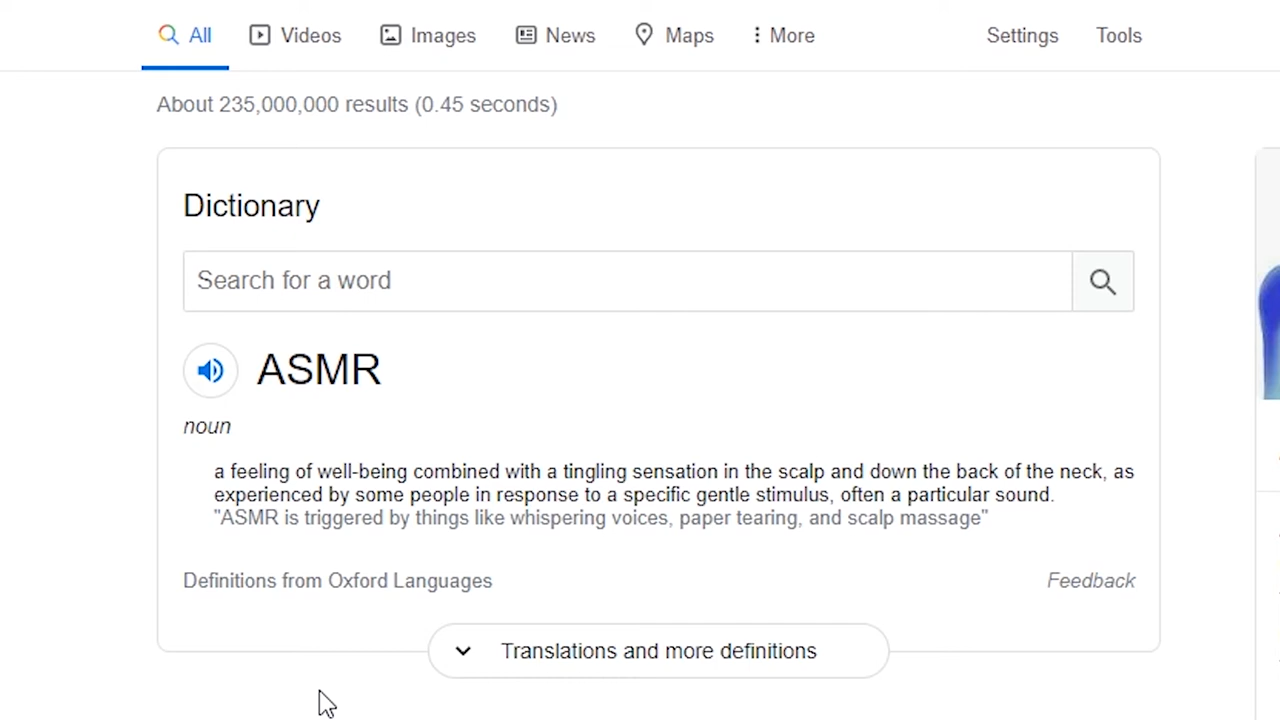 All Videos Images News Maps More Settings Tools
About 235,000,000 results (0.45 seconds)
Dictionary
Search for a word
ASMR
noun
a feeling of well-being combined with a tingling sensation in the scalp and down the back of the neck, as
experienced by some people in response to a specific gentle stimulus, often a particular sound.
"ASMR is triggered by things like whispering voices, paper tearing, and scalp massage"
Definitions from Oxford Languages Feedback
Translations and more definitions